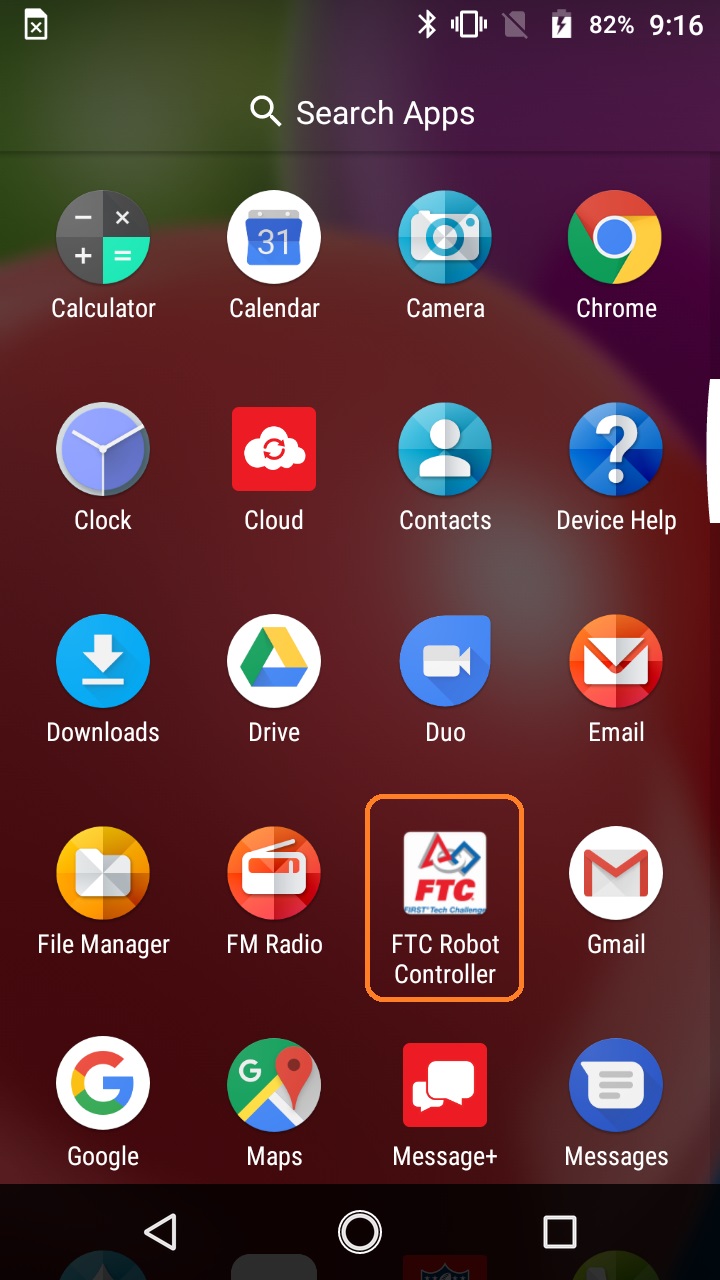 82% 9:16
Search Apps
Calculator
31
Calendar
Camera
Chrome
Clock
Cloud
Contacts
Device Help
Downloads
Drive
Duo
Email
File Manager
FM Radio
FTC
FIRST Tech Challenge
FTC Robot
Controller
Gmail
Google
G
Maps
Message+
Messages
NFL